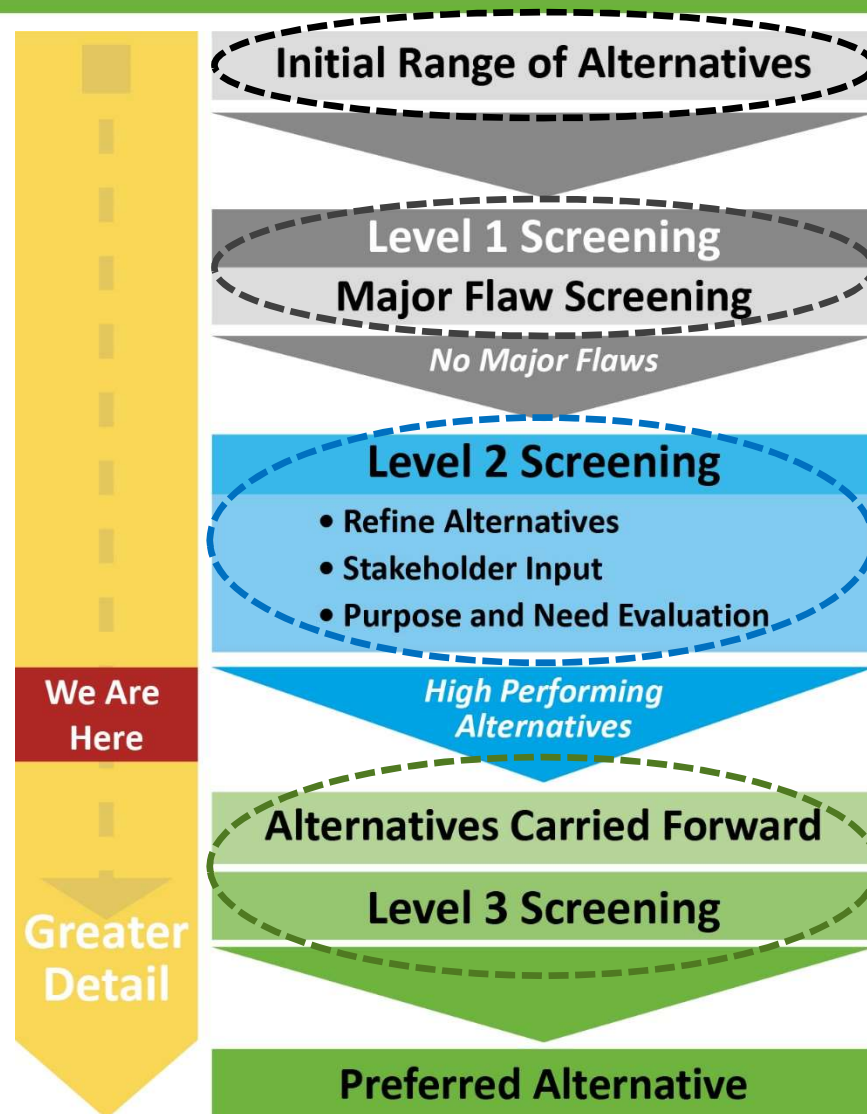 Initial Range of Alternatives
Level 1 Screening
Major Flaw Screening
No Major Flaws
Level 2 Screening
• Refine Alternatives
• Stakeholder Input
• Purpose and Need Evaluation
We Are
Here
High Performing
Alternatives
Alternatives Carried Forward
Level 3 Screening
Greater
Detail
Preferred Alternative